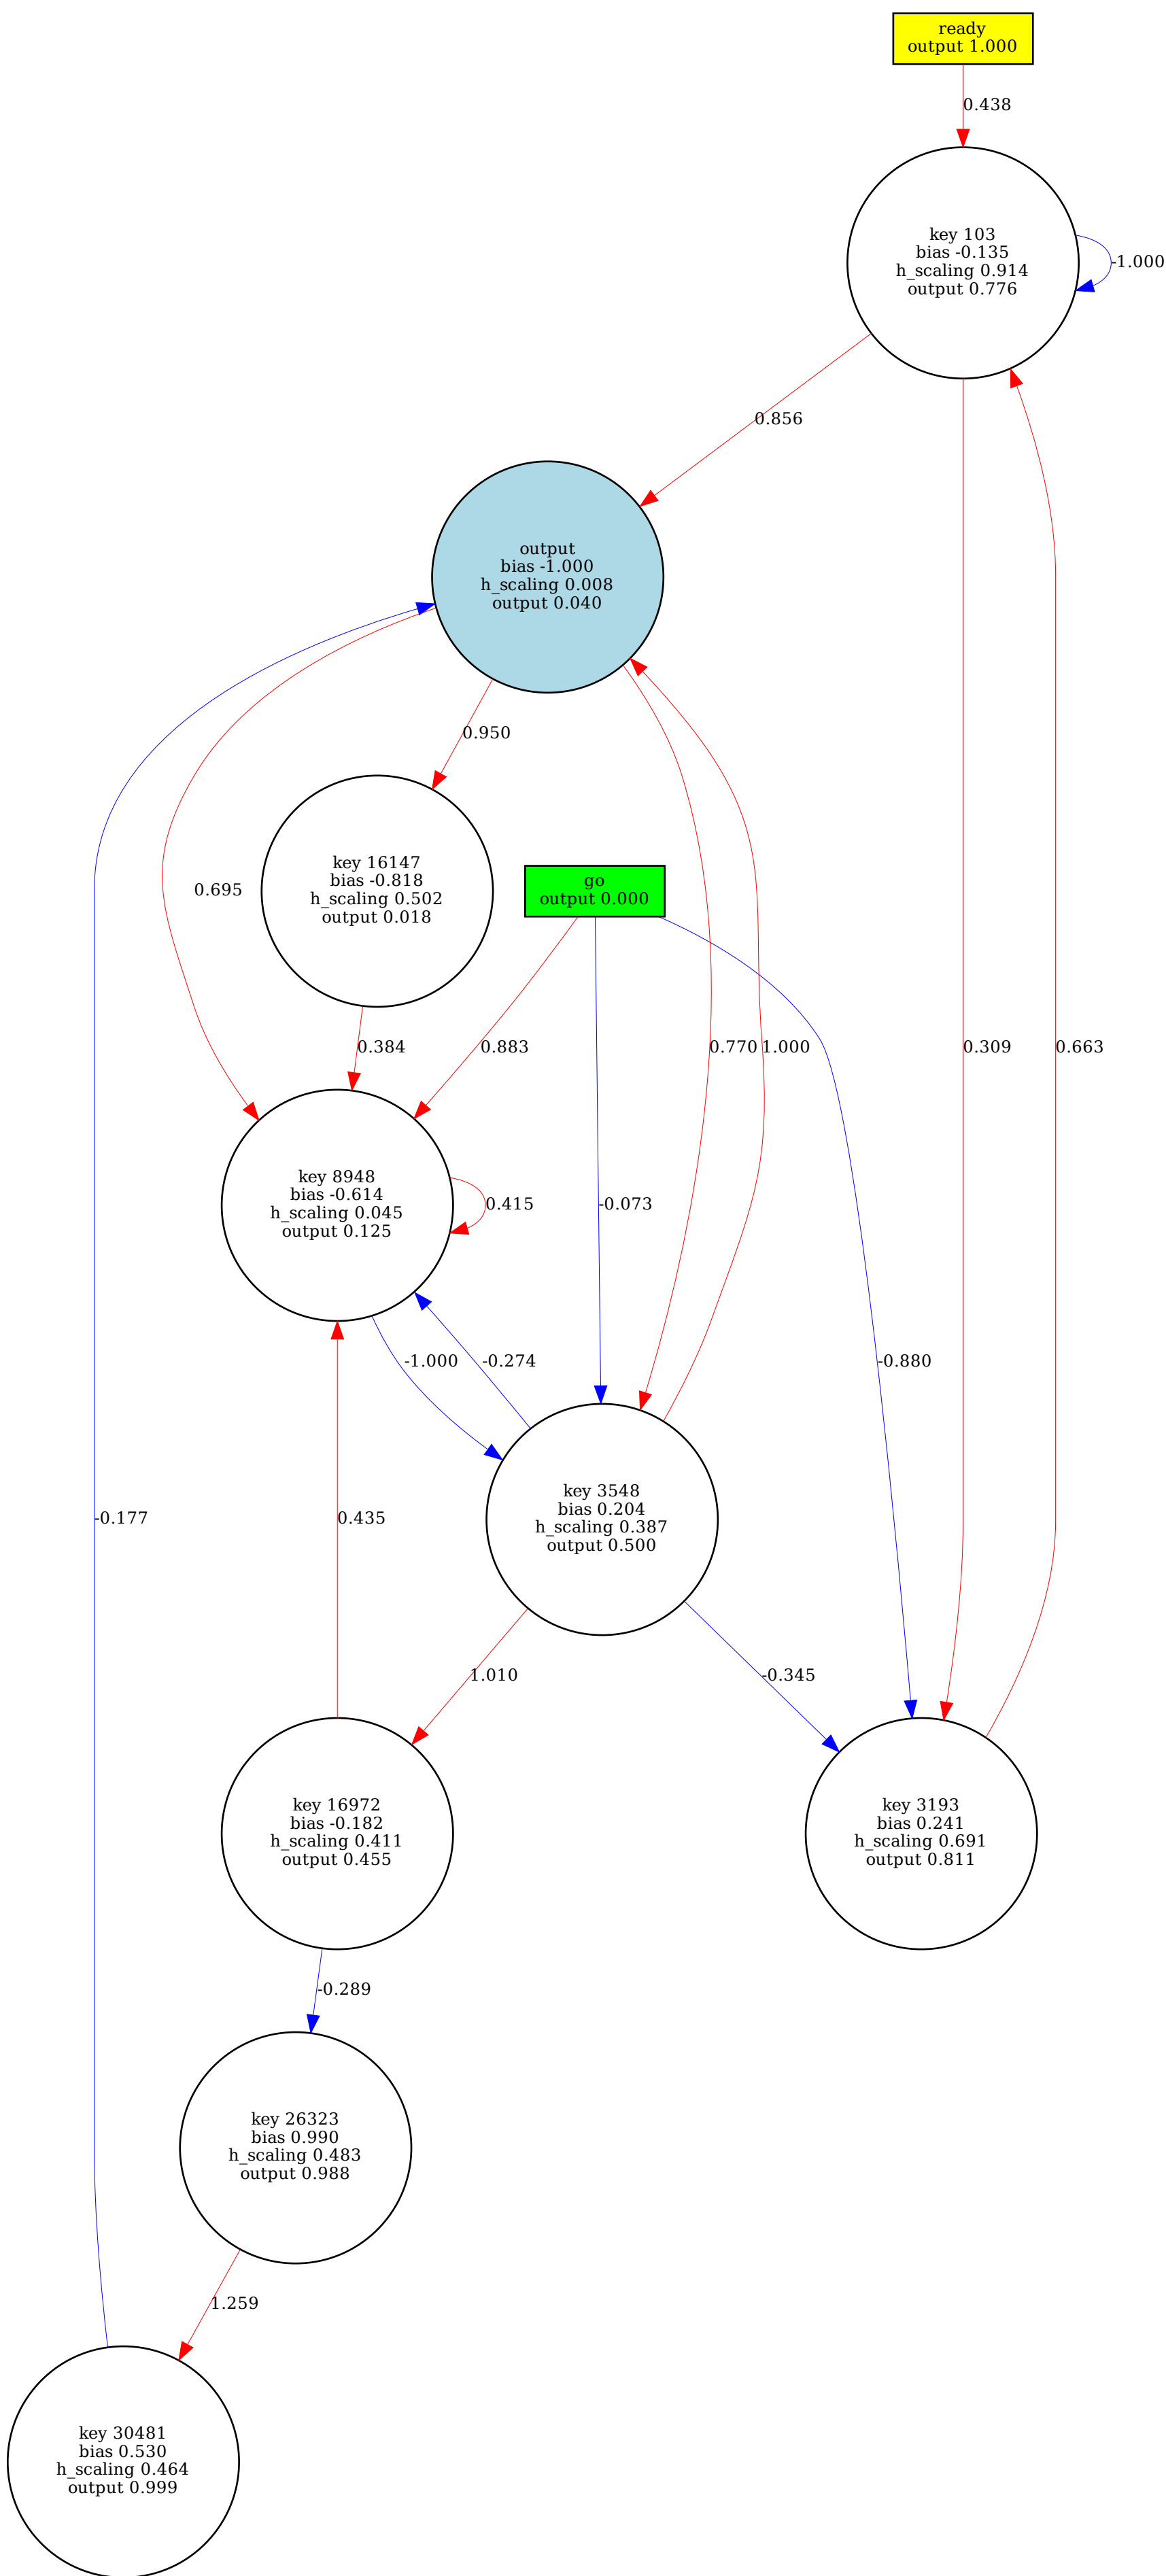 ready
output 1.000
0.438
key 103
bias -0.135
h_scaling 0.914
output 0.776
-1.000
0.856
output
bias -1.000
h_scaling 0.008
output 0.040
0.950
key 16147
bias -0.818
h_scaling 0.502
output 0.018
go
output 0.000
0.695
0.384
0.883
0.770
1.000
0.309
0.663
key 8948
bias -0.614
h_scaling 0.045
output 0.125
0.415
-0.073
-1.000
-0.274
-0.880
key 3548
bias 0.204
h_scaling 0.387
output 0.500
-0.177
0.435
1.010
-0.345
key 16972
bias -0.182
h_scaling 0.411
output 0.455
key 3193
bias 0.241
h_scaling 0.691
output 0.811
-0.289
key 26323
bias 0.990
h_scaling 0.483
output 0.988
1.259
key 30481
bias 0.530
h_scaling 0.464
output 0.999